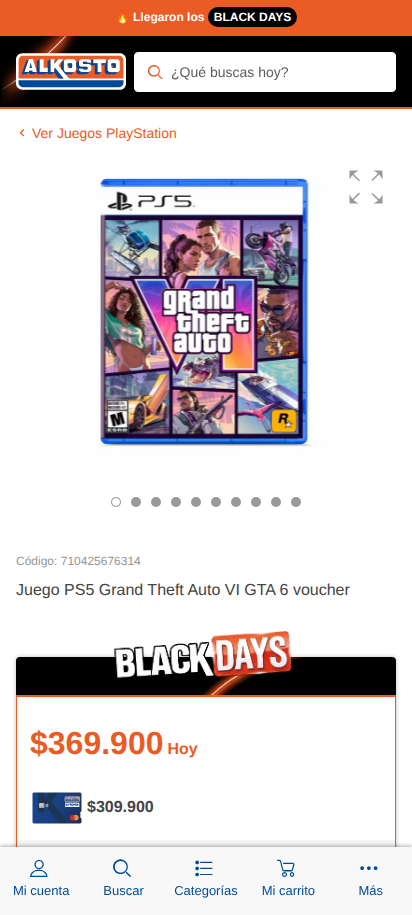 🔥 Llegaron los BLACK DAYS
ALKOSTO
¿Qué buscas hoy?
Ver Juegos PlayStation
PS5
grand
theft
auto
VI
M
ESRB
R
Código: 710425676314
Juego PS5 Grand Theft Auto VI GTA 6 voucher
BLACK DAYS
$369.900 Hoy
$309.900
Mi cuenta
Buscar
Categorías
Mi carrito
Más